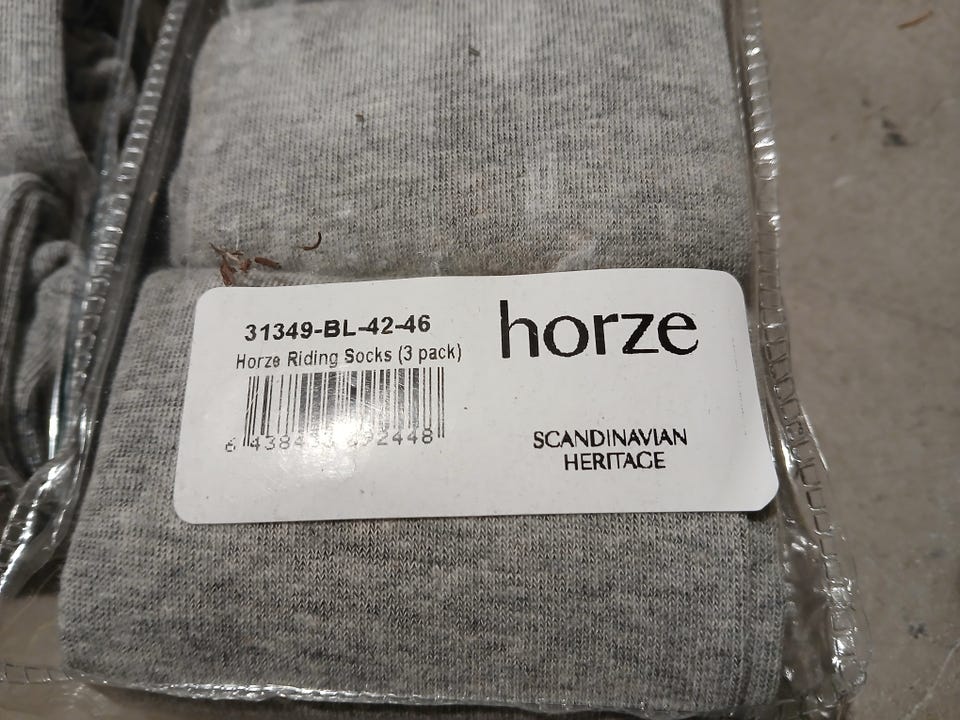 31349-BL-42-46
Horze Riding Socks (3 pack)
horze
SCANDINAVIAN
HERITAGE